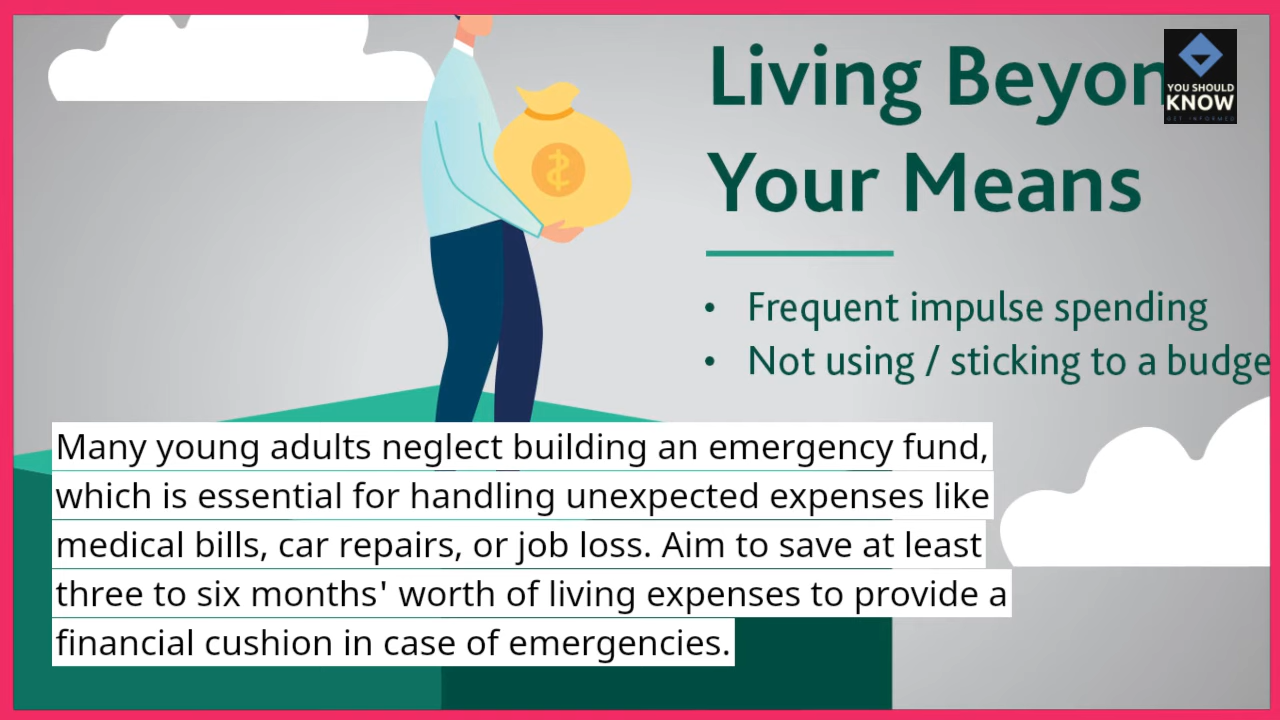 Living Beyon
YOU SHOULD
KNOW
GET INFORMED
Your Means
• Frequent impulse spending
• Not using / sticking to a budge
Many young adults neglect building an emergency fund,
which is essential for handling unexpected expenses like
medical bills, car repairs, or job loss. Aim to save at least
three to six months' worth of living expenses to provide a
financial cushion in case of emergencies.